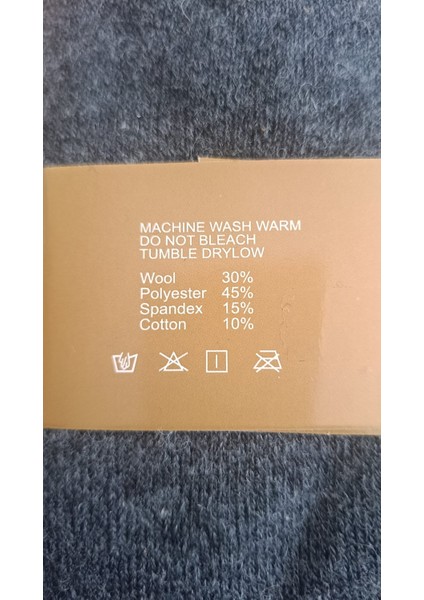 MACHINE WASH WARM
DO NOT BLEACH
TUMBLE DRYLOW
Wool 30%
Polyester 45%
Spandex 15%
Cotton 10%